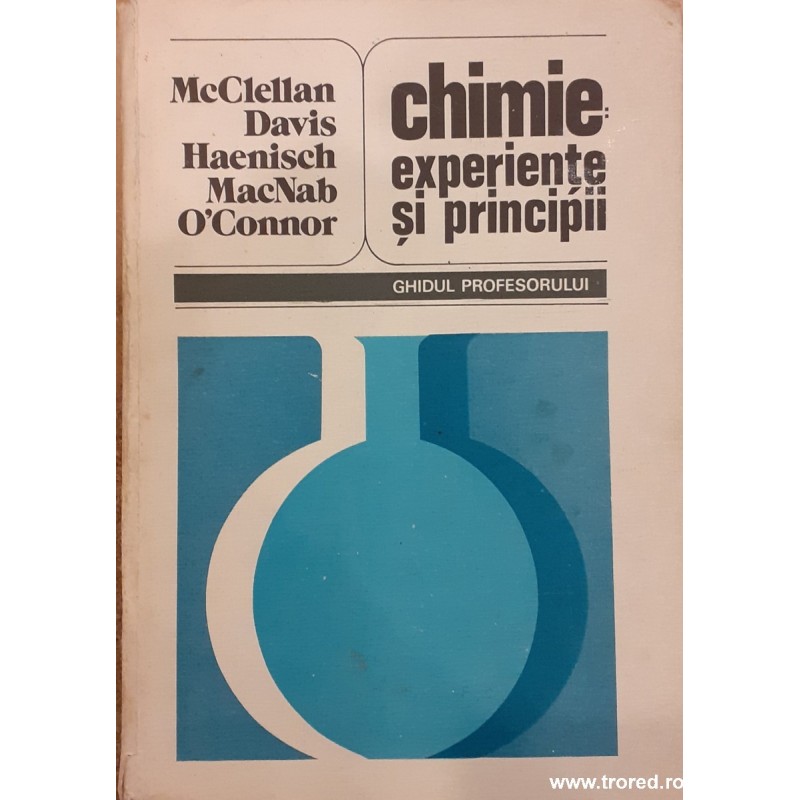 McClellan
Davis
Haenisch
MacNab
O'Connor
chimie:
experiențe
și principii
GHIDUL PROFESORULUI
www.trored.ro